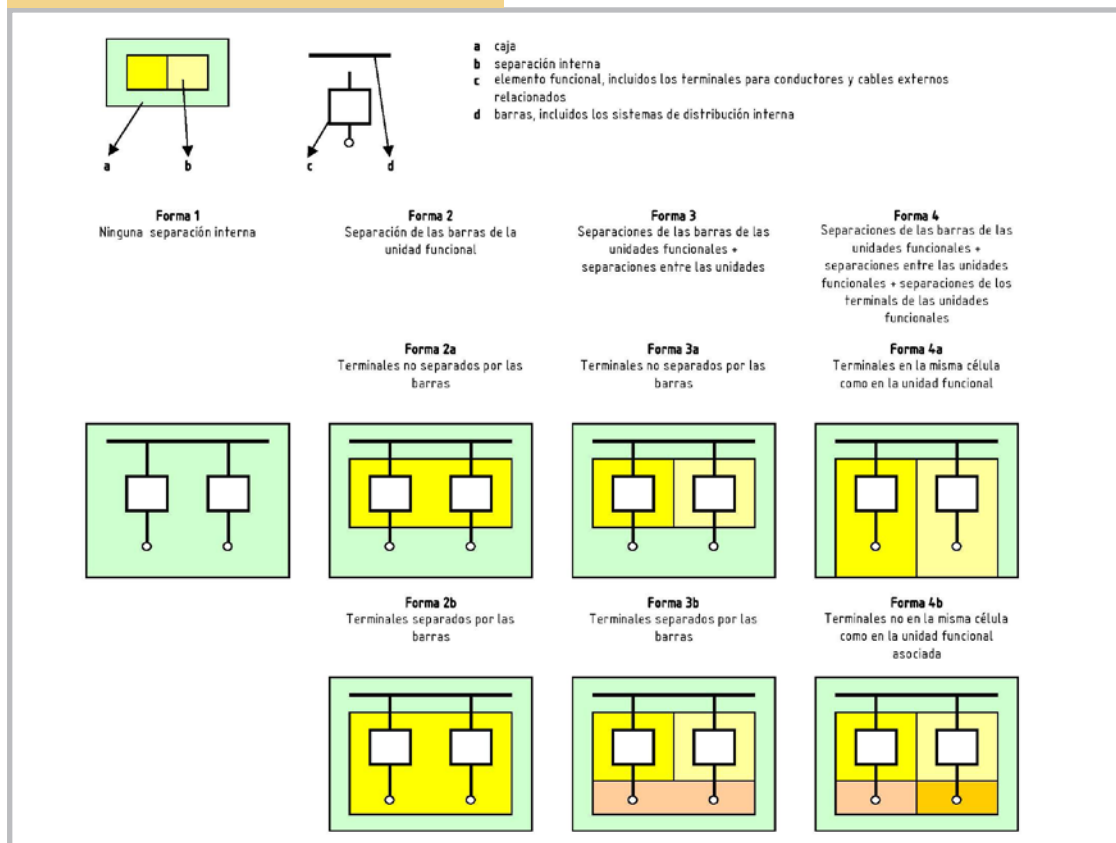 a caja
b separación interna
c elemento funcional, incluidos los terminales para conductores y cables externos
relacionados
d barras, incluidos los sistemas de distribución interna
a
b
c
d
Forma 1
Ninguna separación interna
Forma 2
Separación de las barras de la
unidad funcional
Forma 3
Separaciones de las barras de las
unidades funcionales +
separaciones entre las unidades
Forma 4
Separaciones de las barras de las
unidades funcionales +
separaciones entre las unidades
funcionales + separaciones de los
terminals de las unidades
funcionales
Forma 2a
Terminales no separados por las
barras
Forma 3a
Terminales no separados por las
barras
Forma 4a
Terminales en la misma célula
como en la unidad funcional
Forma 2b
Terminales separados por las
barras
Forma 3b
Terminales separados por las
barras
Forma 4b
Terminales no en la misma célula
como en la unidad funcional
asociada